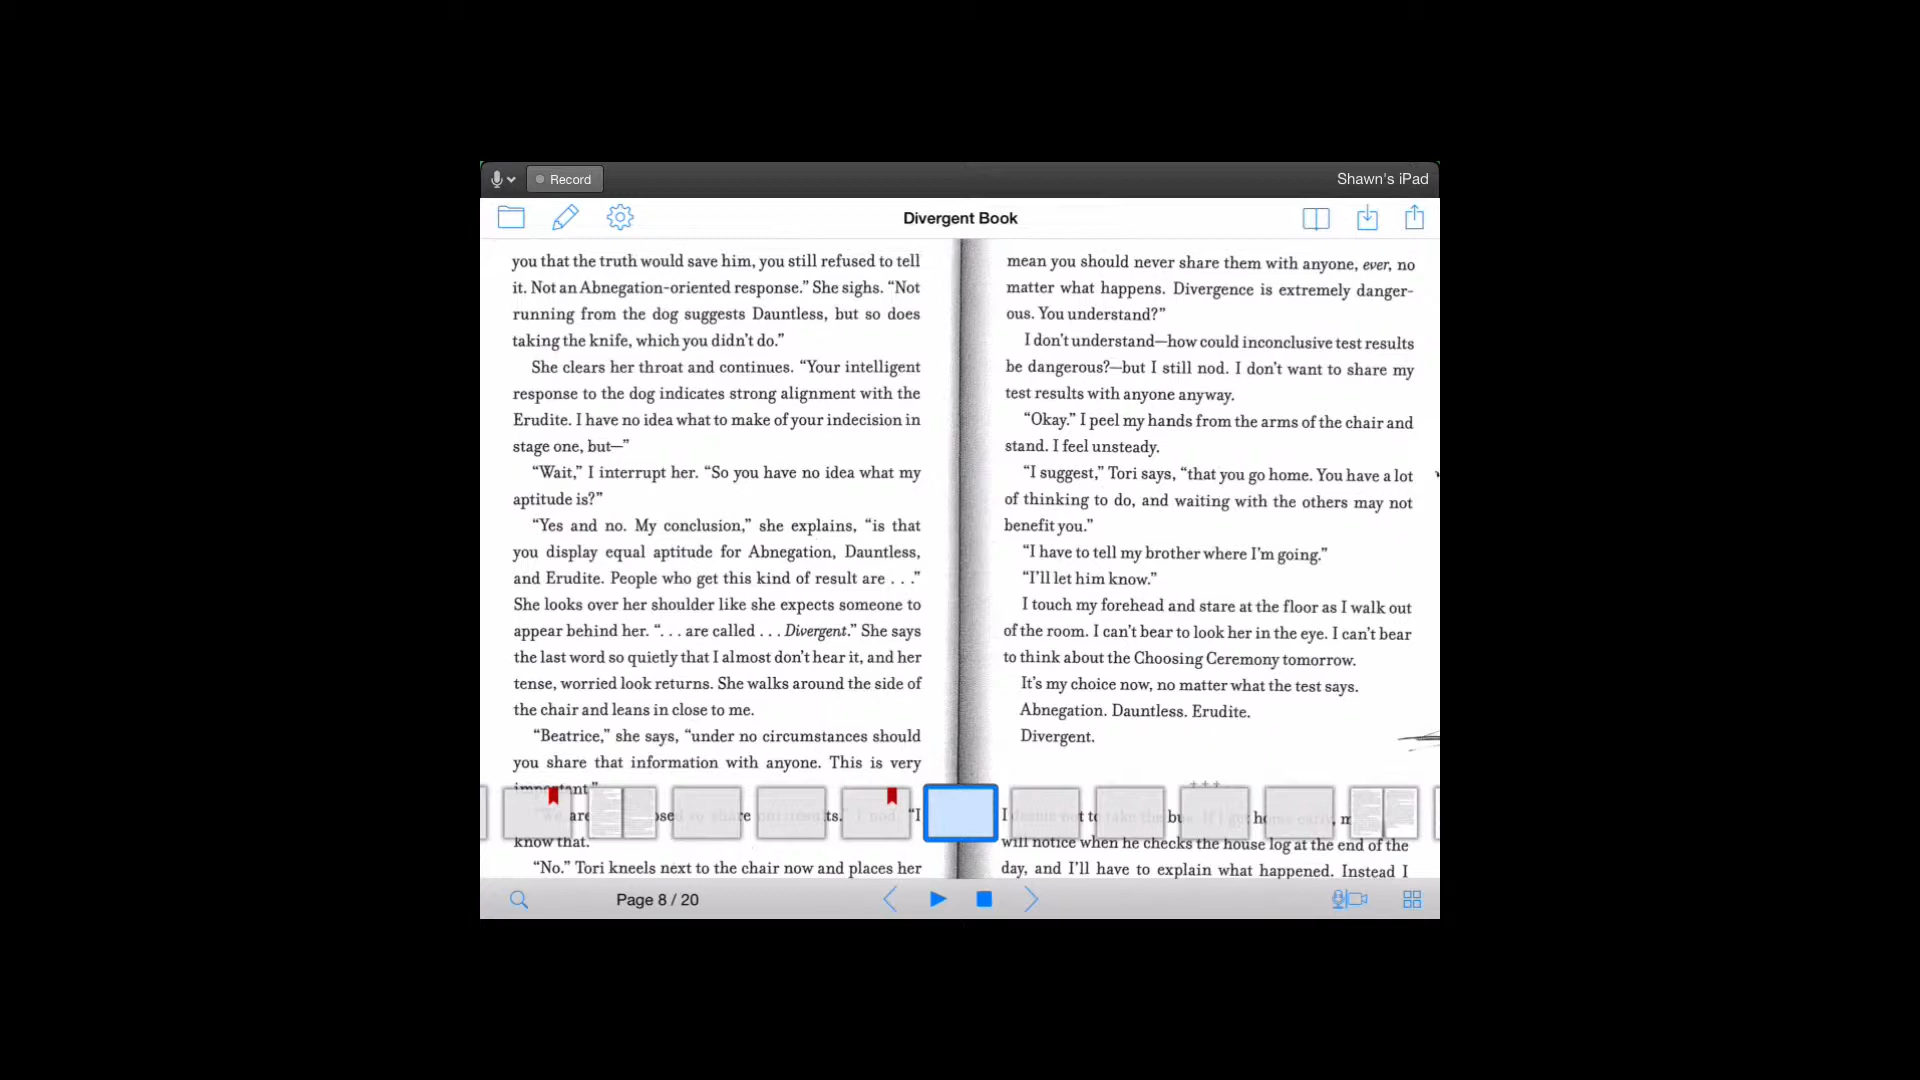 Record
Shawn's iPad
Divergent Book
you that the truth would save him, you still refused to tell
it. Not an Abnegation-oriented response.” She sighs. “Not
running from the dog suggests Dauntless, but so does
taking the knife, which you didn’t do.”
She clears her throat and continues. “Your intelligent
response to the dog indicates strong alignment with the
Erudite. I have no idea what to make of your indecision in
stage one, but—”
“Wait,” I interrupt her. “So you have no idea what my
aptitude is?”
“Yes and no. My conclusion,” she explains, “is that
you display equal aptitude for Abnegation, Dauntless,
and Erudite. People who get this kind of result are . . .”
She looks over her shoulder like she expects someone to
appear behind her. “. . . are called . . . Divergent.” She says
the last word so quietly that I almost don’t hear it, and her
tense, worried look returns. She walks around the side of
the chair and leans in close to me.
“Beatrice,” she says, “under no circumstances should
you share that information with anyone. This is very
important.”
are to share ts.” I nod. “I
know that.
“No.” Tori kneels next to the chair now and places her
mean you should never share them with anyone, ever, no
matter what happens. Divergence is extremely danger-
ous. You understand?”
I don’t understand—how could inconclusive test results
be dangerous?—but I still nod. I don’t want to share my
test results with anyone anyway.
“Okay.” I peel my hands from the arms of the chair and
stand. I feel unsteady.
“I suggest,” Tori says, “that you go home. You have a lot
of thinking to do, and waiting with the others may not
benefit you.”
“I have to tell my brother where I’m going.”
“I’ll let him know.”
I touch my forehead and stare at the floor as I walk out
of the room. I can’t bear to look her in the eye. I can’t bear
to think about the Choosing Ceremony tomorrow.
It’s my choice now, no matter what the test says.
Abnegation. Dauntless. Erudite.
Divergent.
+++
I not to take the If I get home early,
will notice when he checks the house log at the end of the
day, and I’ll have to explain what happened. Instead I
Page 8 / 20